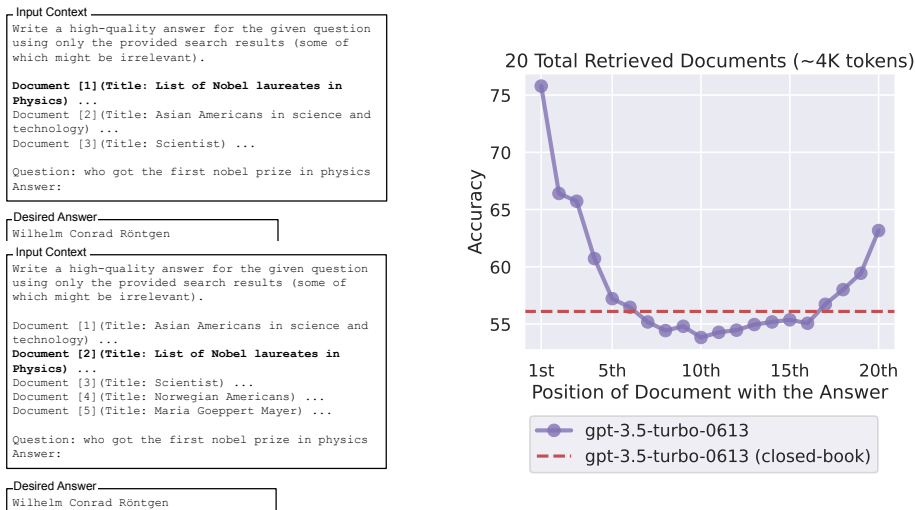 Input Context
Write a high-quality answer for the given question
using only the provided search results (some of
which might be irrelevant).
Document [1](Title: List of Nobel laureates in
Physics) ...
Document [2](Title: Asian Americans in science and
technology) ...
Document [3](Title: Scientist) ...
Question: who got the first nobel prize in physics
Answer:
Desired Answer
Wilhelm Conrad Röntgen
Input Context
Write a high-quality answer for the given question
using only the provided search results (some of
which might be irrelevant).
Document [1](Title: Asian Americans in science and
technology) ...
Document [2](Title: List of Nobel laureates in
Physics) ...
Document [3](Title: Scientist) ...
Document [4](Title: Norwegian Americans) ...
Document [5](Title: Maria Goeppert Mayer) ...
Question: who got the first nobel prize in physics
Answer:
Desired Answer
Wilhelm Conrad Röntgen
20 Total Retrieved Documents (~4K tokens)
75
70
65
60
55
Accuracy
1st 5th 10th 15th 20th
Position of Document with the Answer
gpt-3.5-turbo-0613
gpt-3.5-turbo-0613 (closed-book)